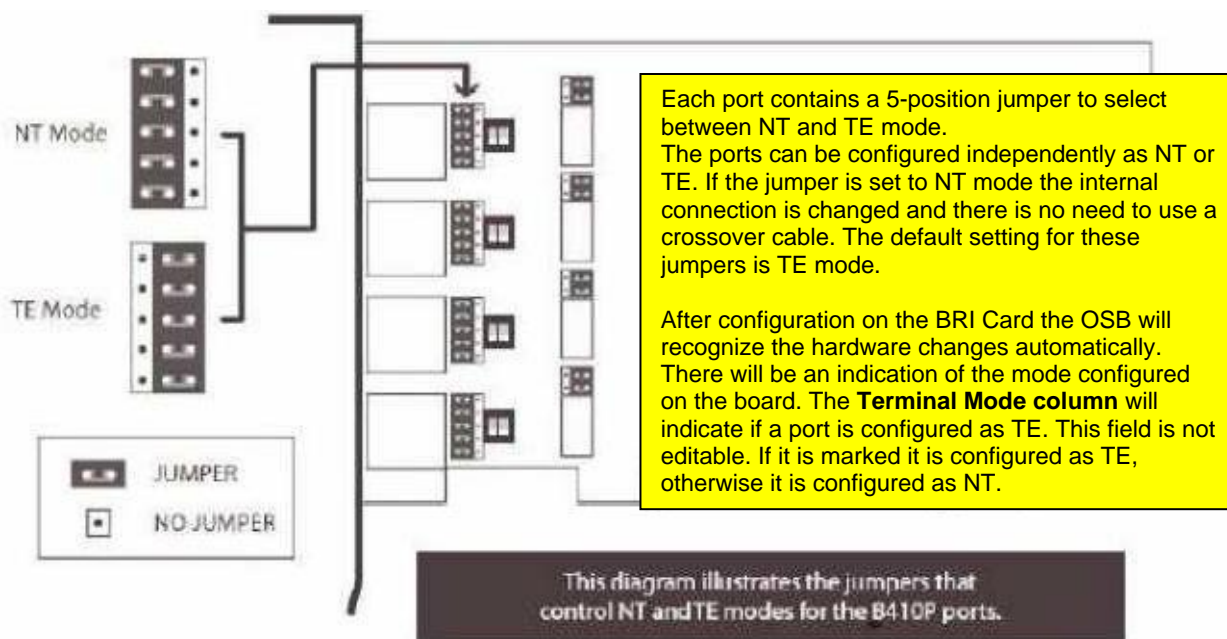 NT Mode
TE Mode
JUMPER
NO JUMPER
Each port contains a 5-position jumper to select
between NT and TE mode.
The ports can be configured independently as NT or
TE. If the jumper is set to NT mode the internal
connection is changed and there is no need to use a
crossover cable. The default setting for these
jumpers is TE mode.
After configuration on the BRI Card the OSB will
recognize the hardware changes automatically.
There will be an indication of the mode configured
on the board. The Terminal Mode column will
indicate if a port is configured as TE. This field is not
editable. If it is marked it is configured as TE,
otherwise it is configured as NT.
This diagram illustrates the jumpers that
control NT and TE modes for the B410P ports.